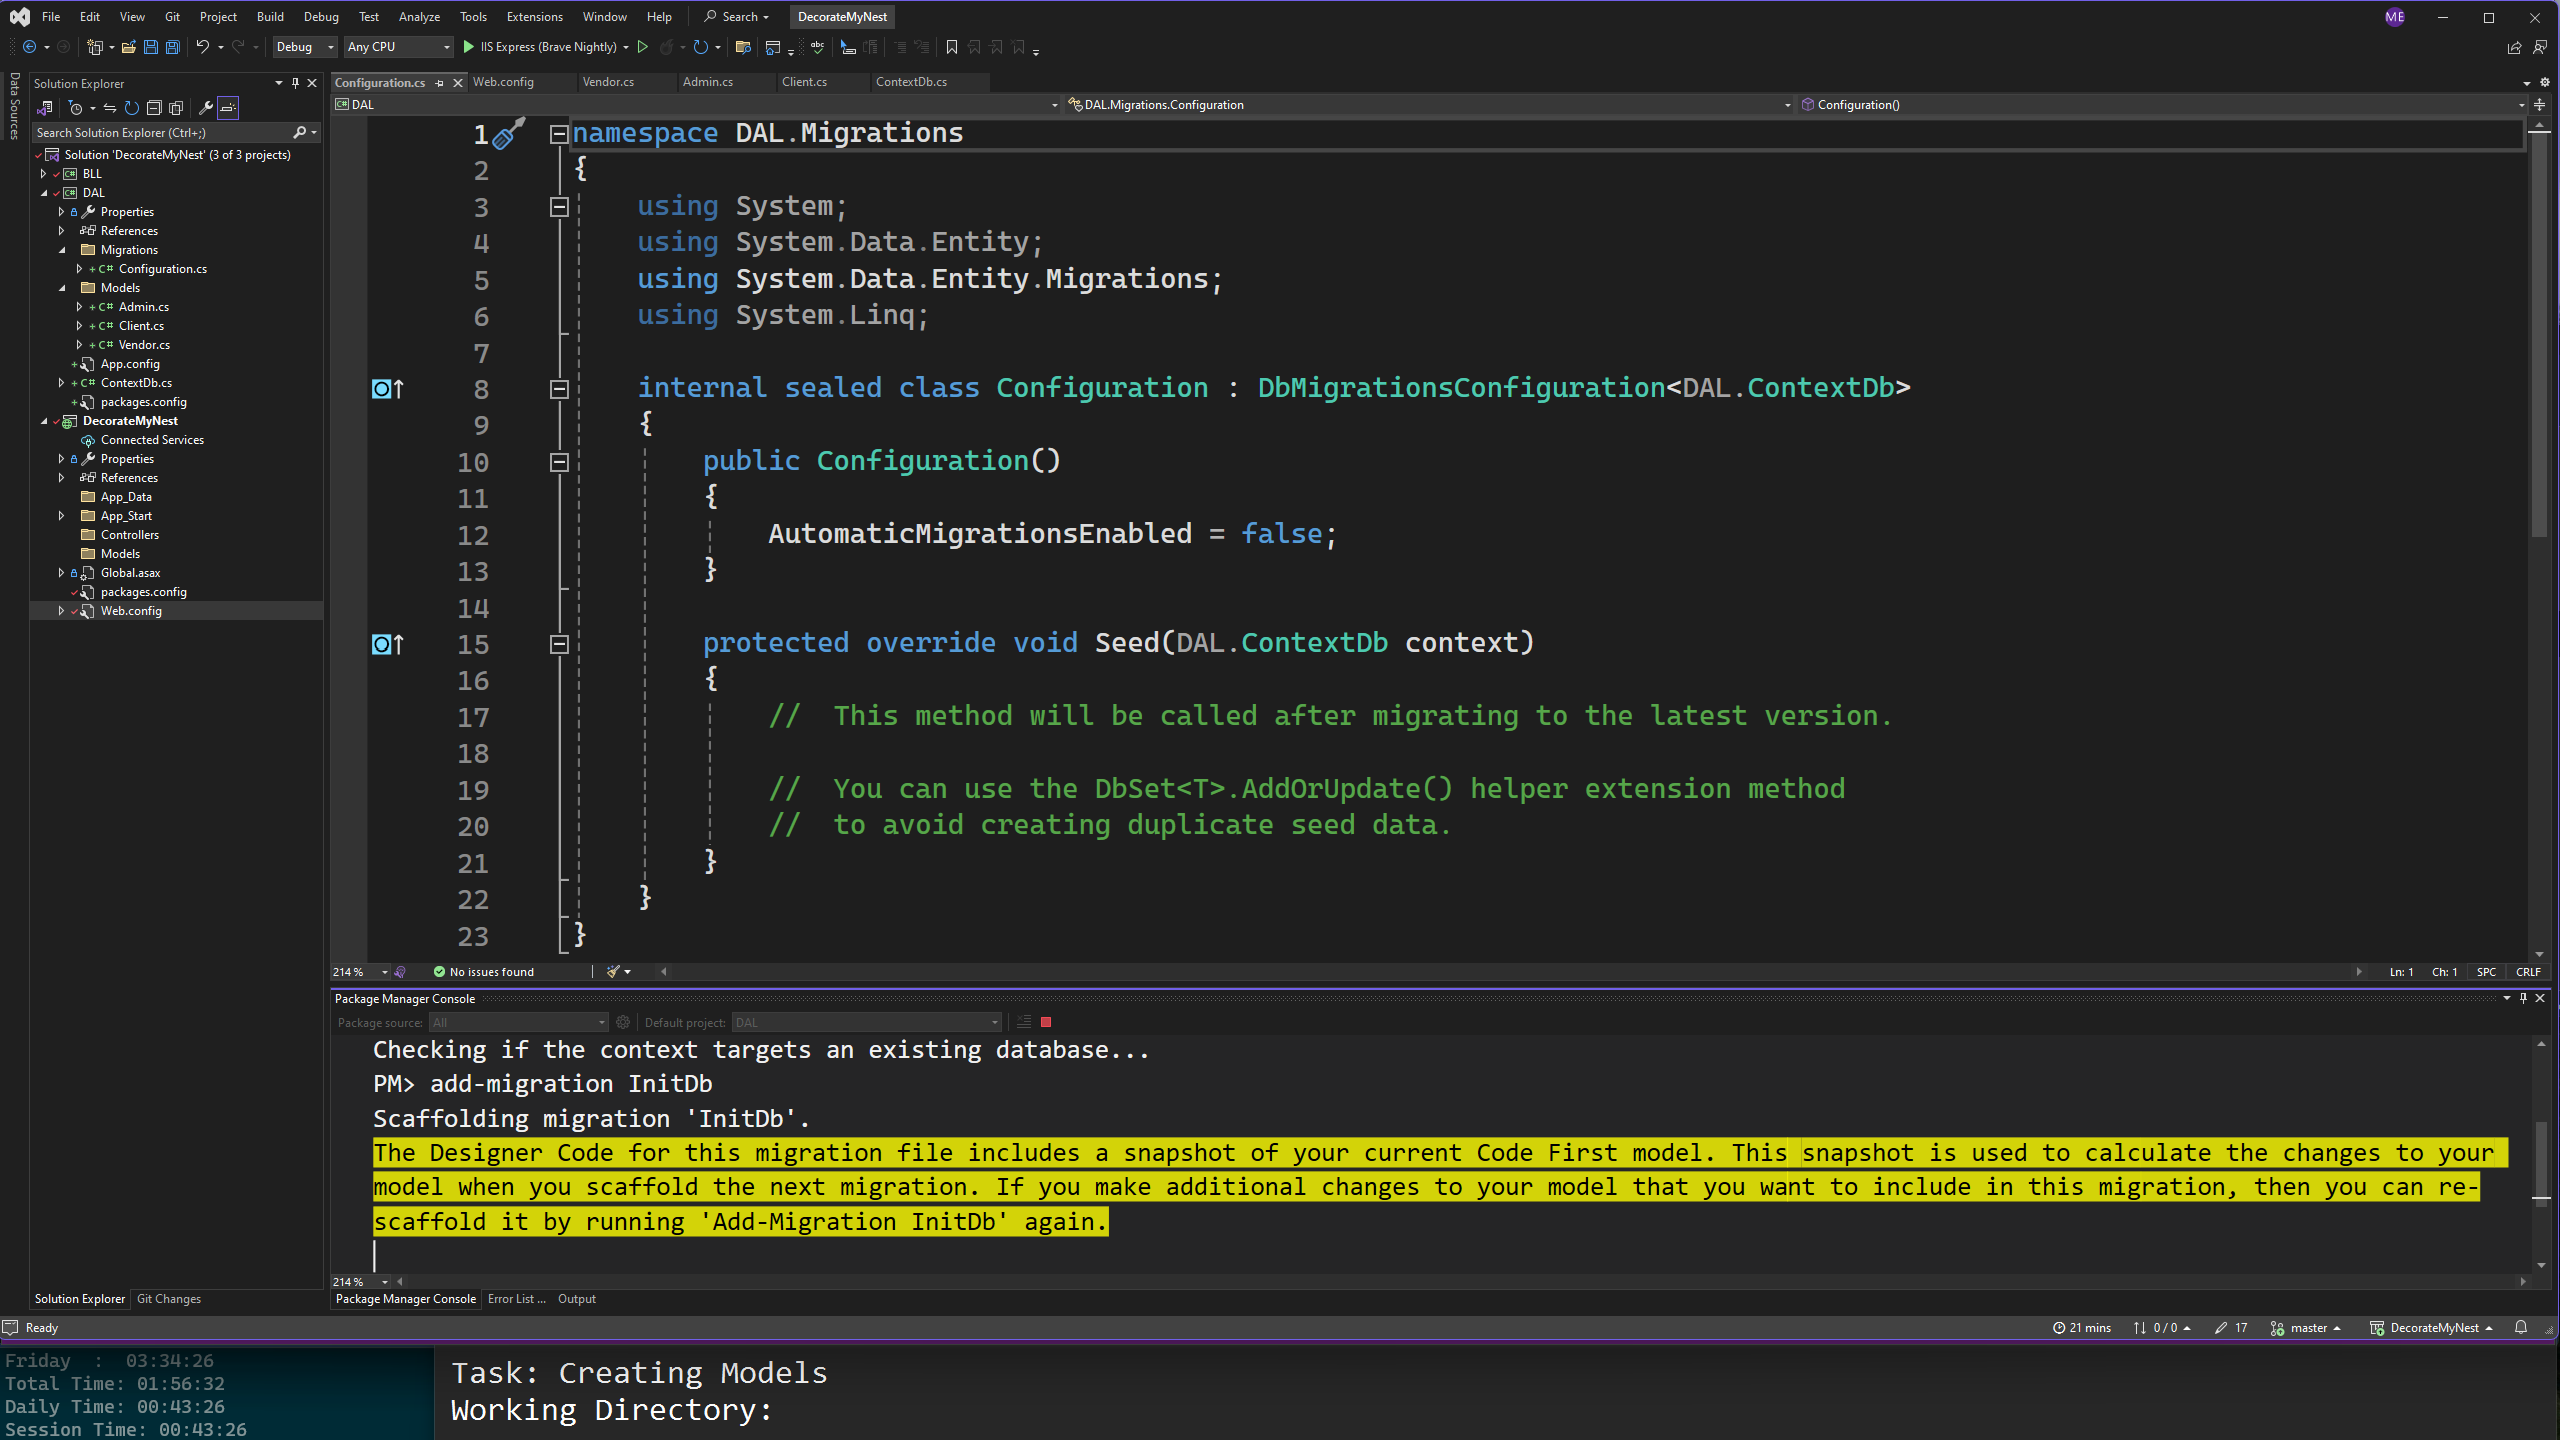 File Edit View Git Project Build Debug Test Analyze Tools Extensions Window Help Search DecorateMyNest ME
Debug Any CPU IIS Express (Brave Nightly)
Data Sources
Solution Explorer
Search Solution Explorer (Ctrl+;)
Solution 'DecorateMyNest' (3 of 3 projects)
BLL
DAL
Properties
References
Migrations
C# Configuration.cs
Models
C# Admin.cs
C# Client.cs
C# Vendor.cs
App.config
C# ContextDb.cs
packages.config
DecorateMyNest
Connected Services
Properties
References
App_Data
App_Start
Controllers
Models
Global.asax
packages.config
Web.config
Solution Explorer Git Changes
Configuration.cs Web.config Vendor.cs Admin.cs Client.cs ContextDb.cs
DAL DAL.Migrations.Configuration Configuration()
1 namespace DAL.Migrations
2 {
3 using System;
4 using System.Data.Entity;
5 using System.Data.Entity.Migrations;
6 using System.Linq;
7
8 internal sealed class Configuration : DbMigrationsConfiguration<DAL.ContextDb>
9 {
10 public Configuration()
11 {
12 AutomaticMigrationsEnabled = false;
13 }
14
15 protected override void Seed(DAL.ContextDb context)
16 {
17 // This method will be called after migrating to the latest version.
18
19 // You can use the DbSet<T>.AddOrUpdate() helper extension method
20 // to avoid creating duplicate seed data.
21 }
22 }
23 }
214 % No issues found Ln: 1 Ch: 1 SPC CRLF
Package Manager Console
Package source: All Default project: DAL
Checking if the context targets an existing database...
PM> add-migration InitDb
Scaffolding migration 'InitDb'.
The Designer Code for this migration file includes a snapshot of your current Code First model. This snapshot is used to calculate the changes to your
model when you scaffold the next migration. If you make additional changes to your model that you want to include in this migration, then you can re-
scaffold it by running 'Add-Migration InitDb' again.
214 %
Package Manager Console Error List ... Output
Ready 21 mins 0 / 0 17 master DecorateMyNest
Friday : 03:34:26
Total Time: 01:56:32
Daily Time: 00:43:26
Session Time: 00:43:26
Task: Creating Models
Working Directory: